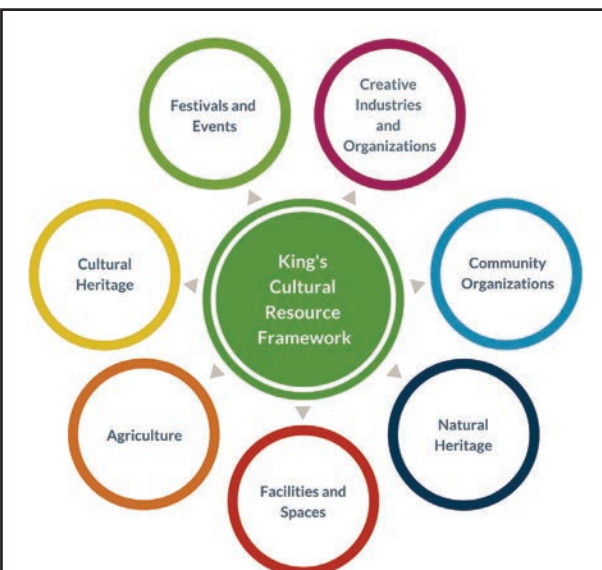 Festivals and
Events
Creative
Industries
and
Organizations
Cultural
Heritage
King's
Cultural
Resource
Framework
Community
Organizations
Agriculture
Natural
Heritage
Facilities and
Spaces